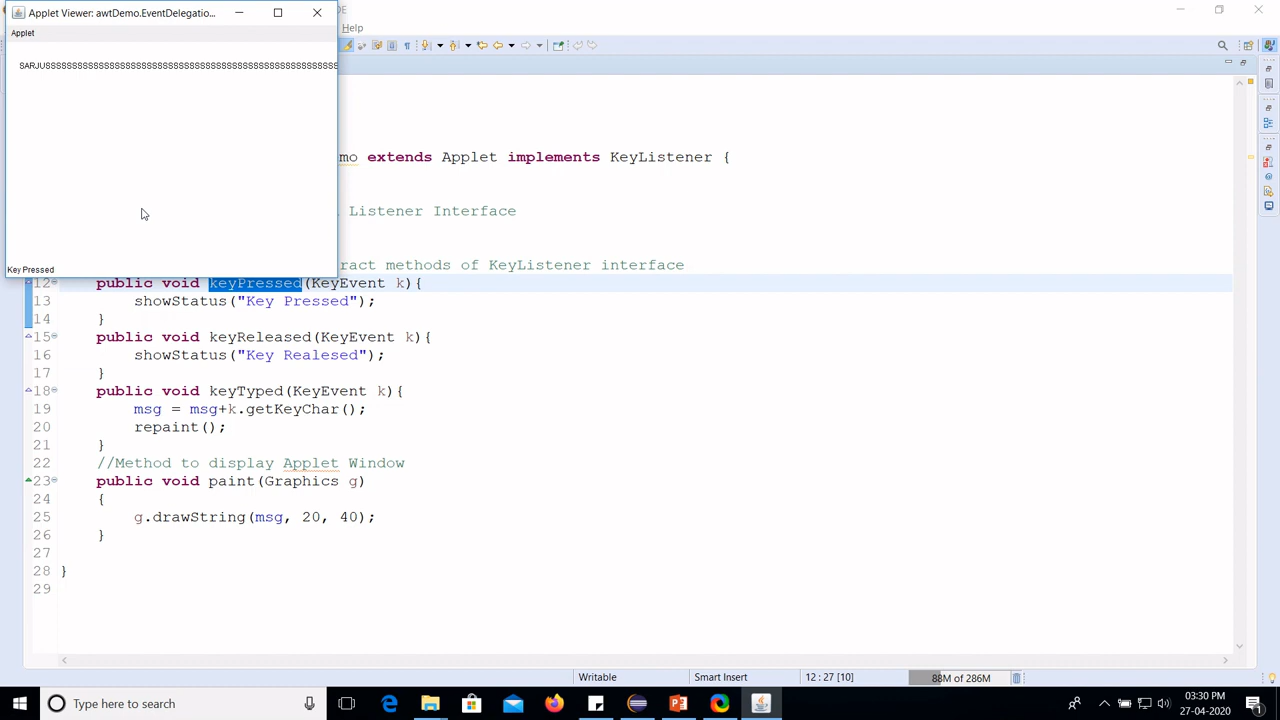 Applet Viewer: awtDemo.EventDelegatio...
Applet
Help
Key Pressed
mo extends Applet implements KeyListener {
Listener Interface
ract methods of KeyListener interface
12 public void keyPressed(KeyEvent k){
13 showStatus("Key Pressed");
14 }
15 public void keyReleased(KeyEvent k){
16 showStatus("Key Realesed");
17 }
18 public void keyTyped(KeyEvent k){
19 msg = msg+k.getKeyChar();
20 repaint();
21 }
22 //Method to display Applet Window
23 public void paint(Graphics g)
24 {
25 g.drawString(msg, 20, 40);
26 }
27
28 }
29
Writable Smart Insert 12 : 27 [10] 88M of 286M
Type here to search
03:30 PM
27-04-2020